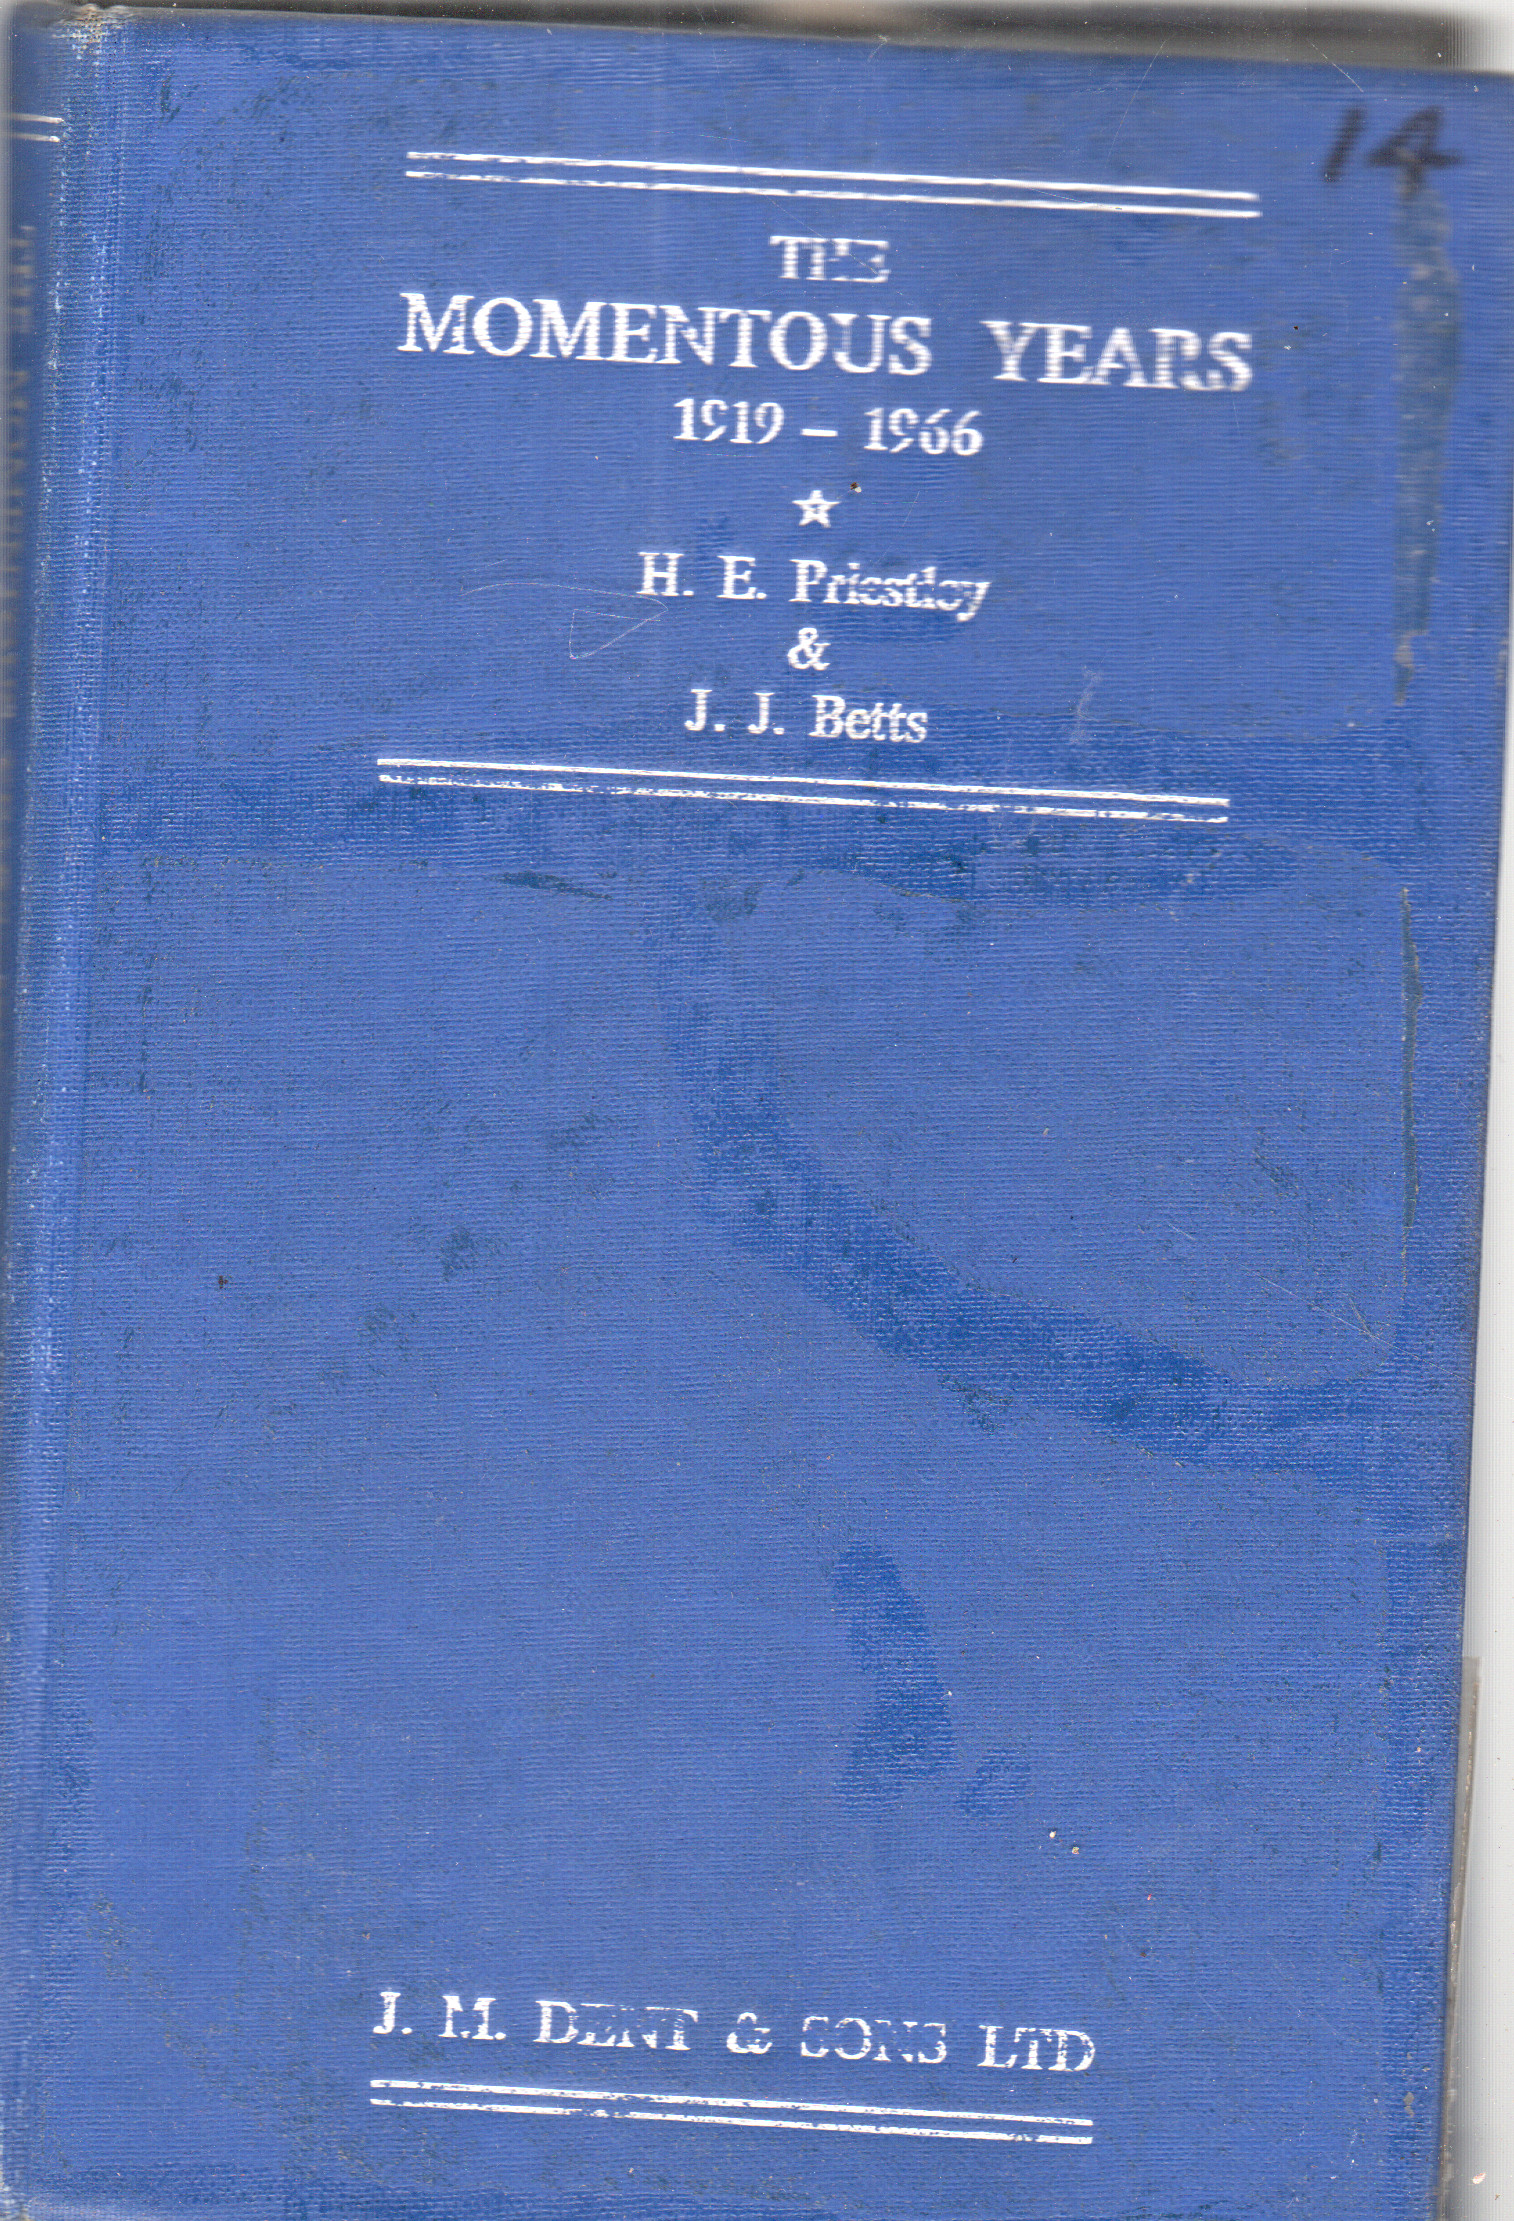 14
THE
MOMENTOUS YEARS
1919 – 1966
H. E. Priestley
&
J. J. Betts
J. M. DENT & SONS LTD